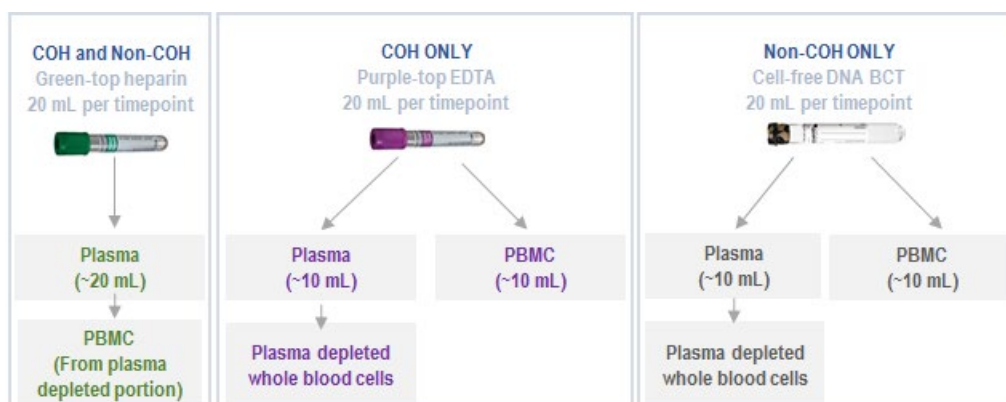 COH and Non-COH
Green-top heparin
20 mL per timepoint
Plasma
(~20 mL)
PBMC
(From plasma
depleted portion)
COH ONLY
Purple-top EDTA
20 mL per timepoint
Plasma
(~10 mL)
PBMC
(~10 mL)
Plasma depleted
whole blood cells
Non-COH ONLY
Cell-free DNA BCT
20 mL per timepoint
Plasma
(~10 mL)
PBMC
(~10 mL)
Plasma depleted
whole blood cells